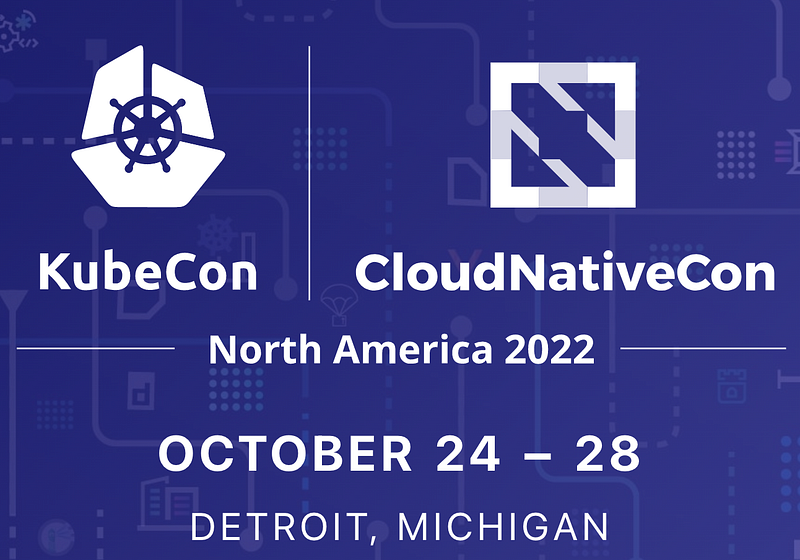 KubeCon
CloudNativeCon
North America 2022
OCTOBER 24 – 28
DETROIT, MICHIGAN